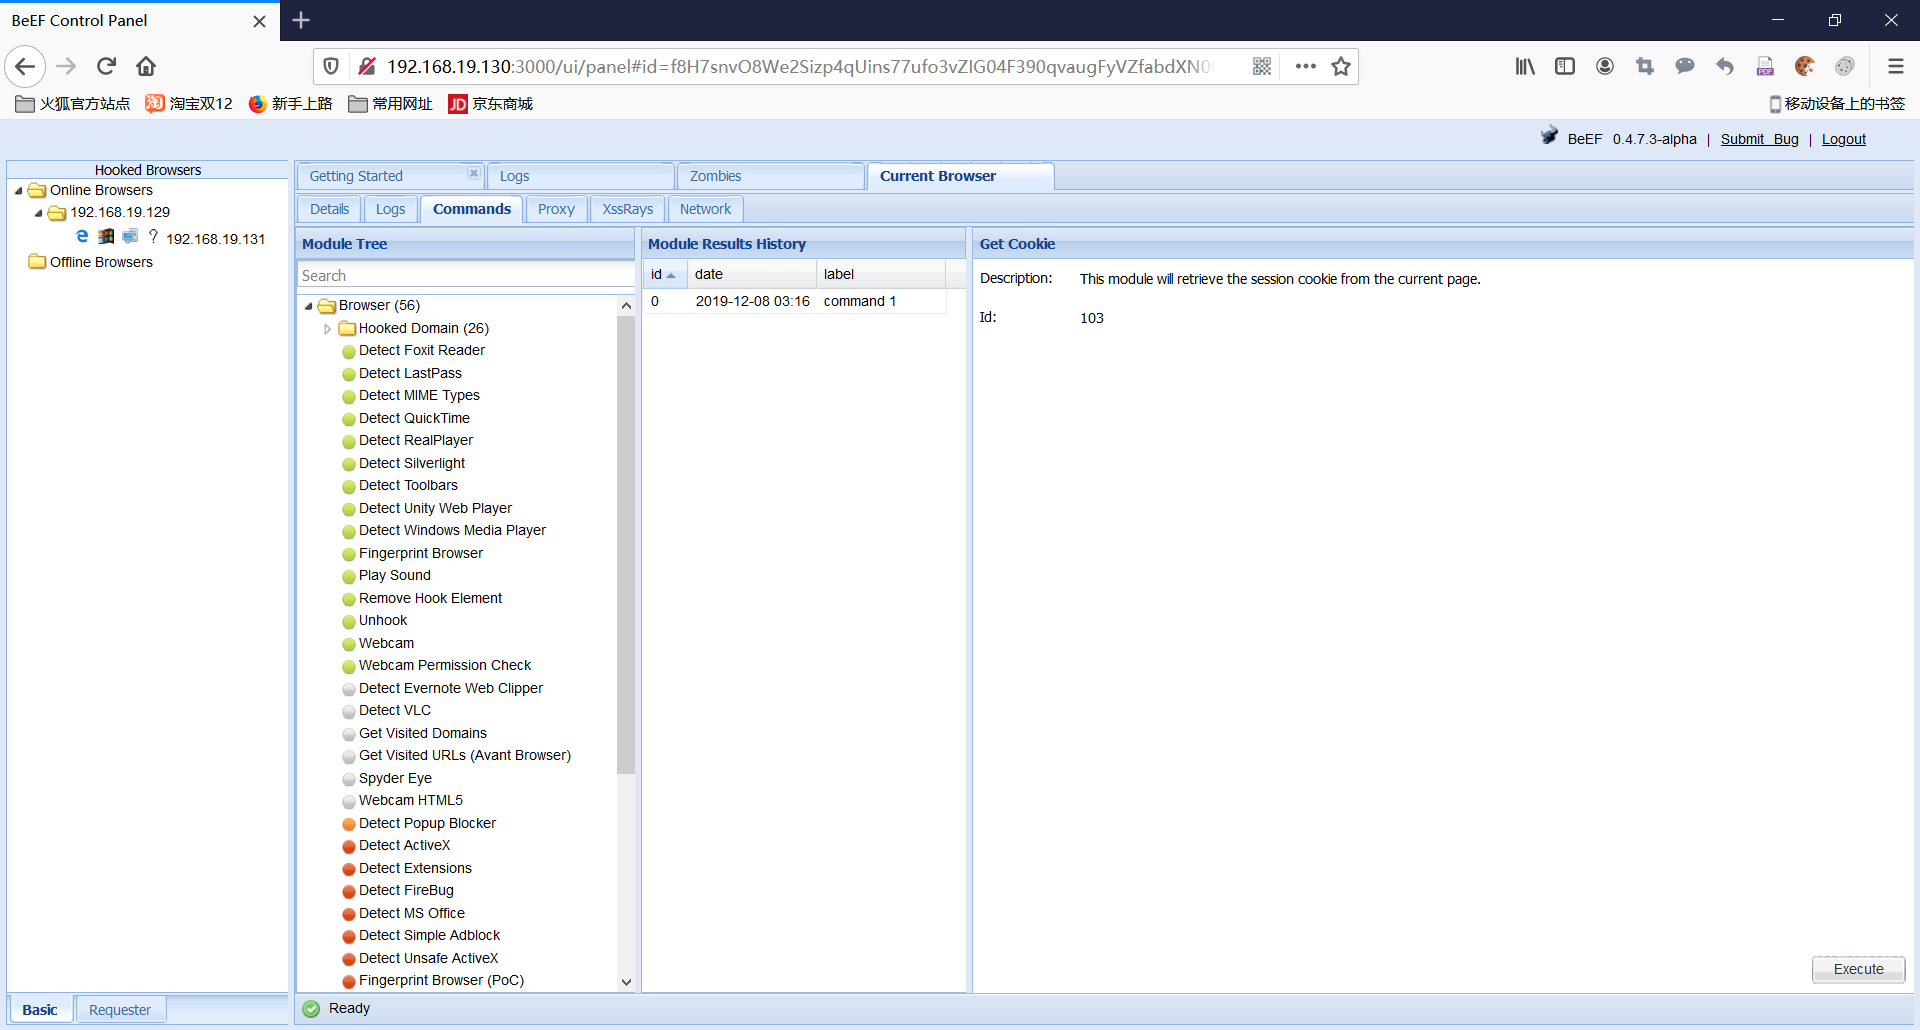 BeEF Control Panel
192.168.19.130:3000/ui/panel#id=f8H7snvO8We2Sizp4qUins77ufo3vZIG04F390qvaugFyVZfabdXN0
火狐官方站点 淘宝双12 新手上路 常用网址 JD 京东商城 移动设备上的书签
BeEF 0.4.7.3-alpha | Submit Bug | Logout
Hooked Browsers
Online Browsers
192.168.19.129
? 192.168.19.131
Offline Browsers
Basic Requester
Getting Started Logs Zombies Current Browser
Details Logs Commands Proxy XssRays Network
Module Tree
Search
Browser (56)
Hooked Domain (26)
Detect Foxit Reader
Detect LastPass
Detect MIME Types
Detect QuickTime
Detect RealPlayer
Detect Silverlight
Detect Toolbars
Detect Unity Web Player
Detect Windows Media Player
Fingerprint Browser
Play Sound
Remove Hook Element
Unhook
Webcam
Webcam Permission Check
Detect Evernote Web Clipper
Detect VLC
Get Visited Domains
Get Visited URLs (Avant Browser)
Spyder Eye
Webcam HTML5
Detect Popup Blocker
Detect ActiveX
Detect Extensions
Detect FireBug
Detect MS Office
Detect Simple Adblock
Detect Unsafe ActiveX
Fingerprint Browser (PoC)
Module Results History
id date label
0 2019-12-08 03:16 command 1
Get Cookie
Description: This module will retrieve the session cookie from the current page.
Id: 103
Execute
Ready